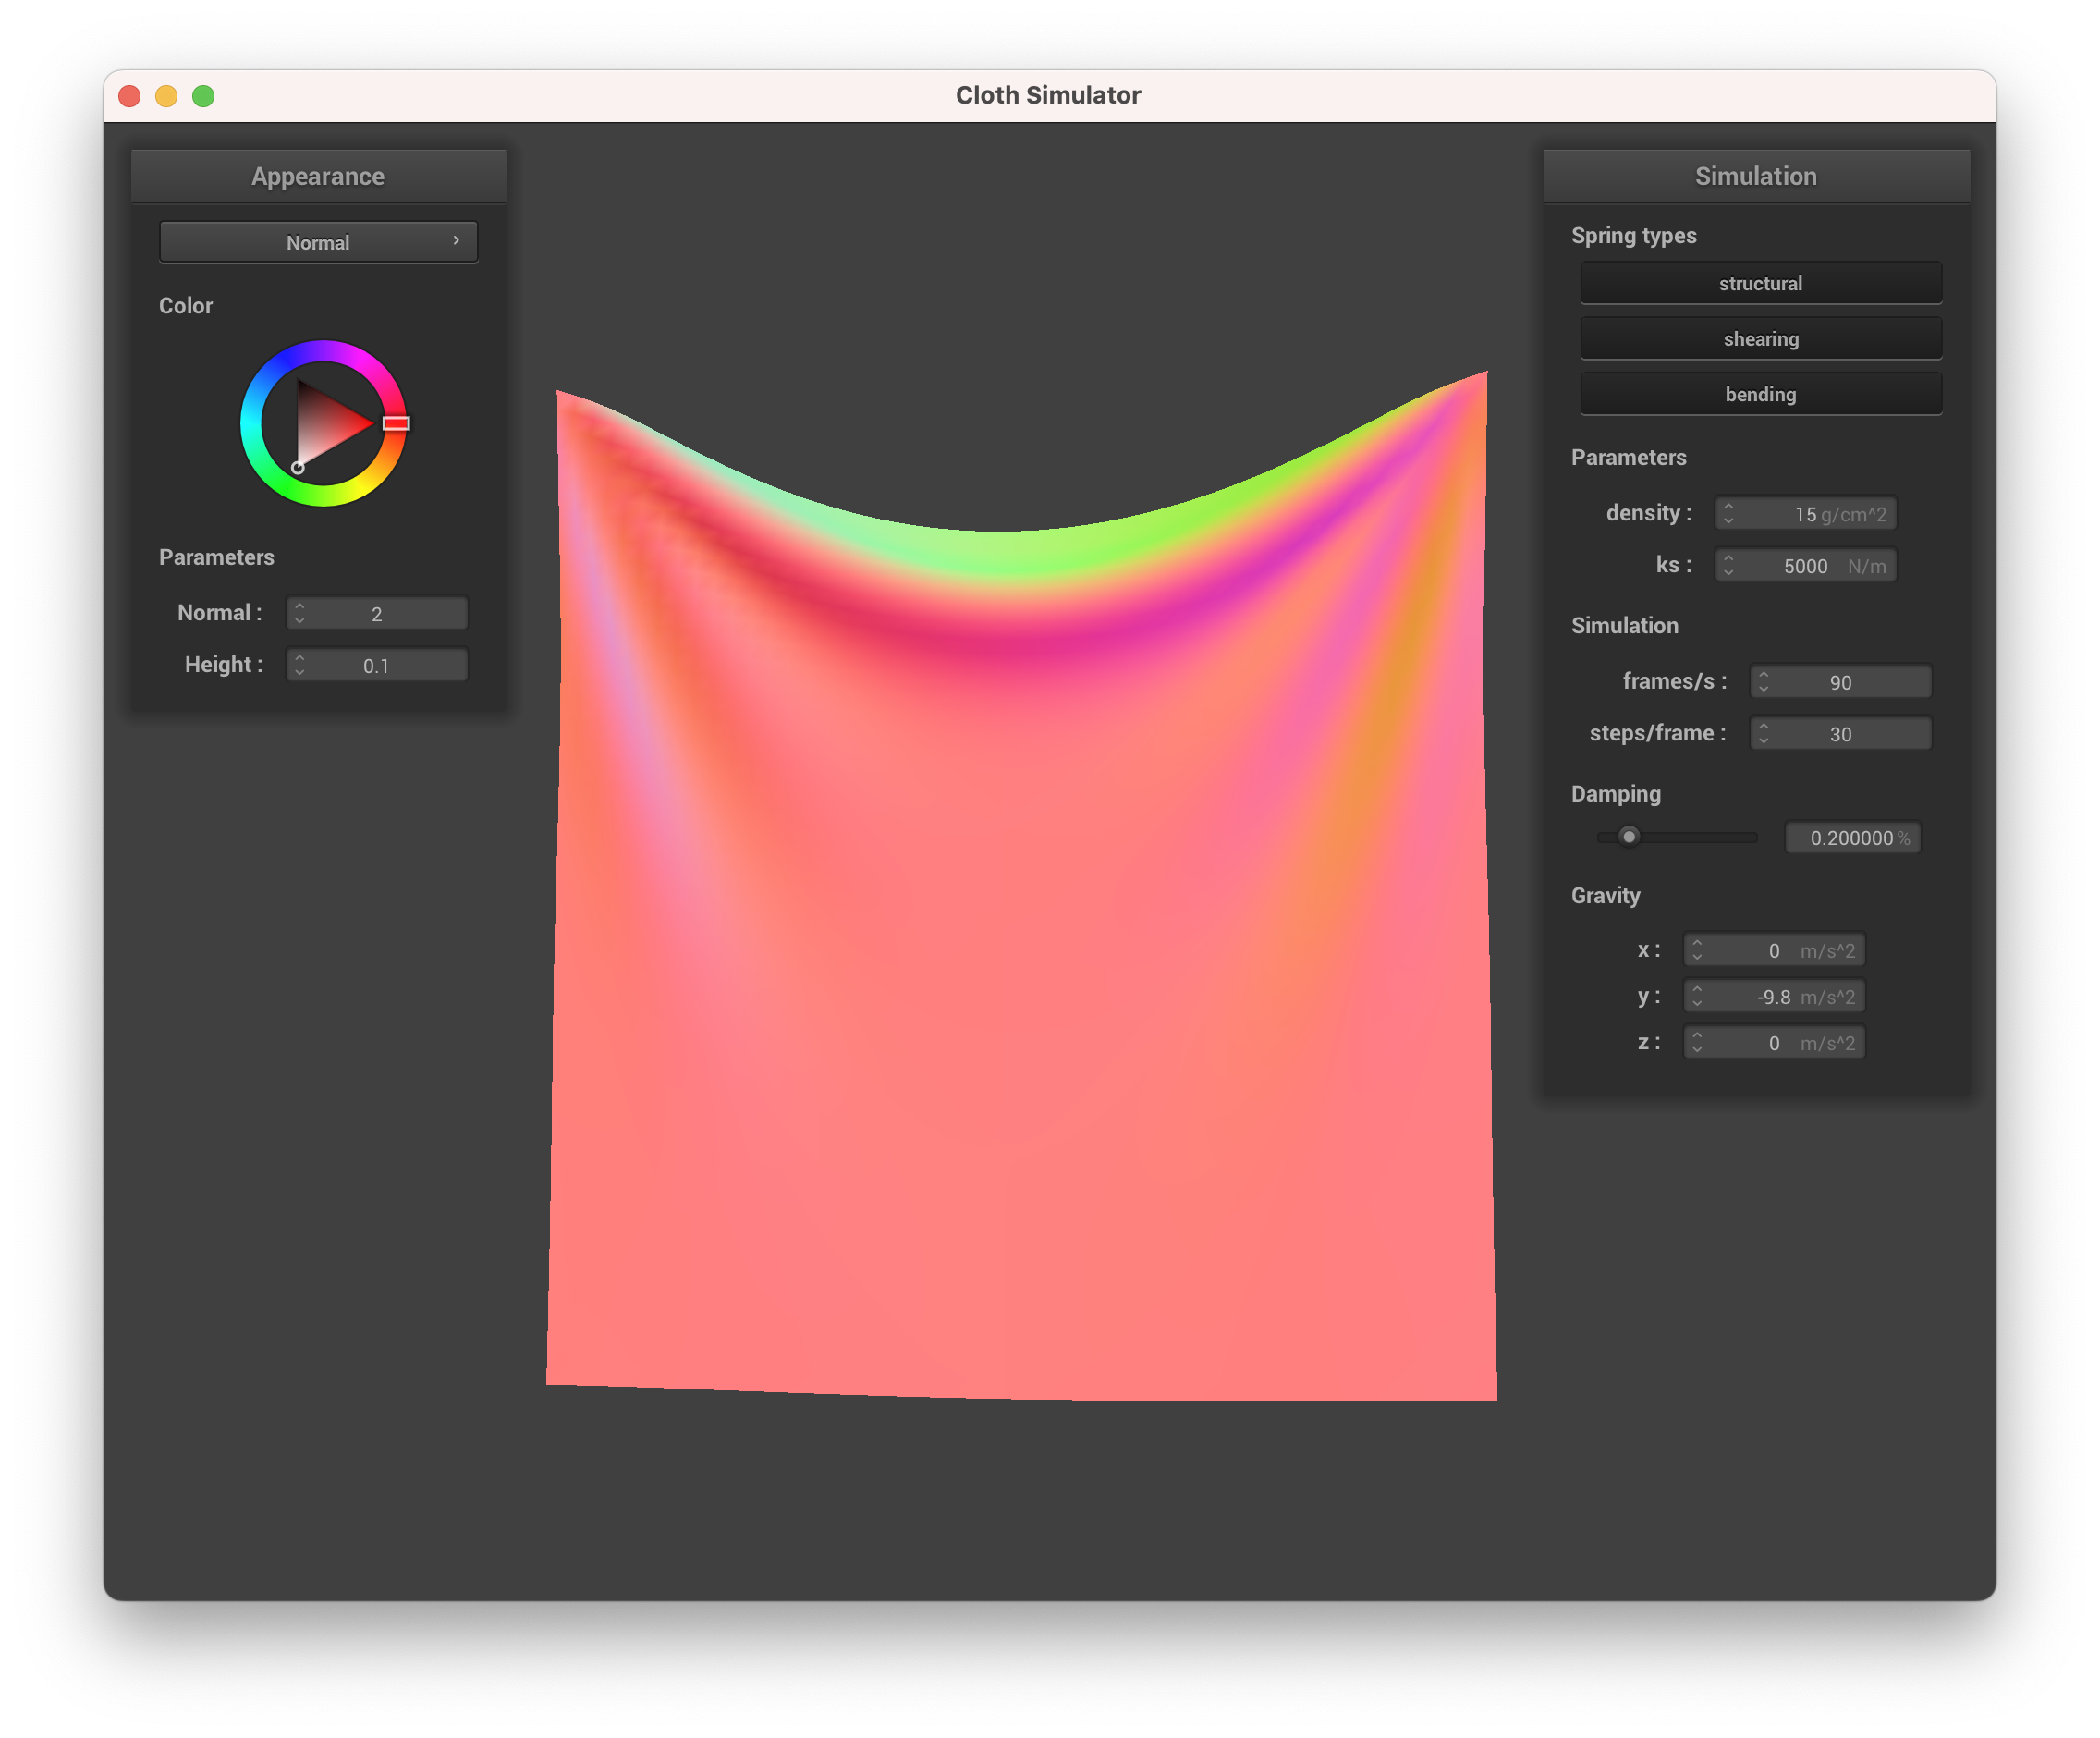 Cloth Simulator
Appearance
Normal
Color
Parameters
Normal : 2
Height : 0.1
Simulation
Spring types
structural
shearing
bending
Parameters
density : 15 g/cm^2
ks : 5000 N/m
Simulation
frames/s : 90
steps/frame : 30
Damping
0.200000 %
Gravity
x : 0 m/s^2
y : -9.8 m/s^2
z : 0 m/s^2